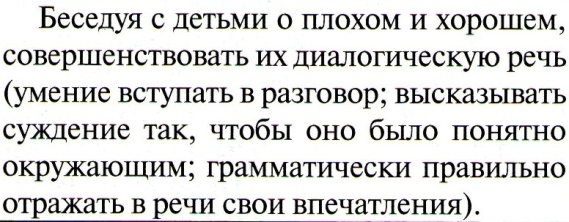 Беседуя с детьми о плохом и хорошем,
совершенствовать их диалогическую речь
(умение вступать в разговор; высказывать
суждение так, чтобы оно было понятно
окружающим; грамматически правильно
отражать в речи свои впечатления).